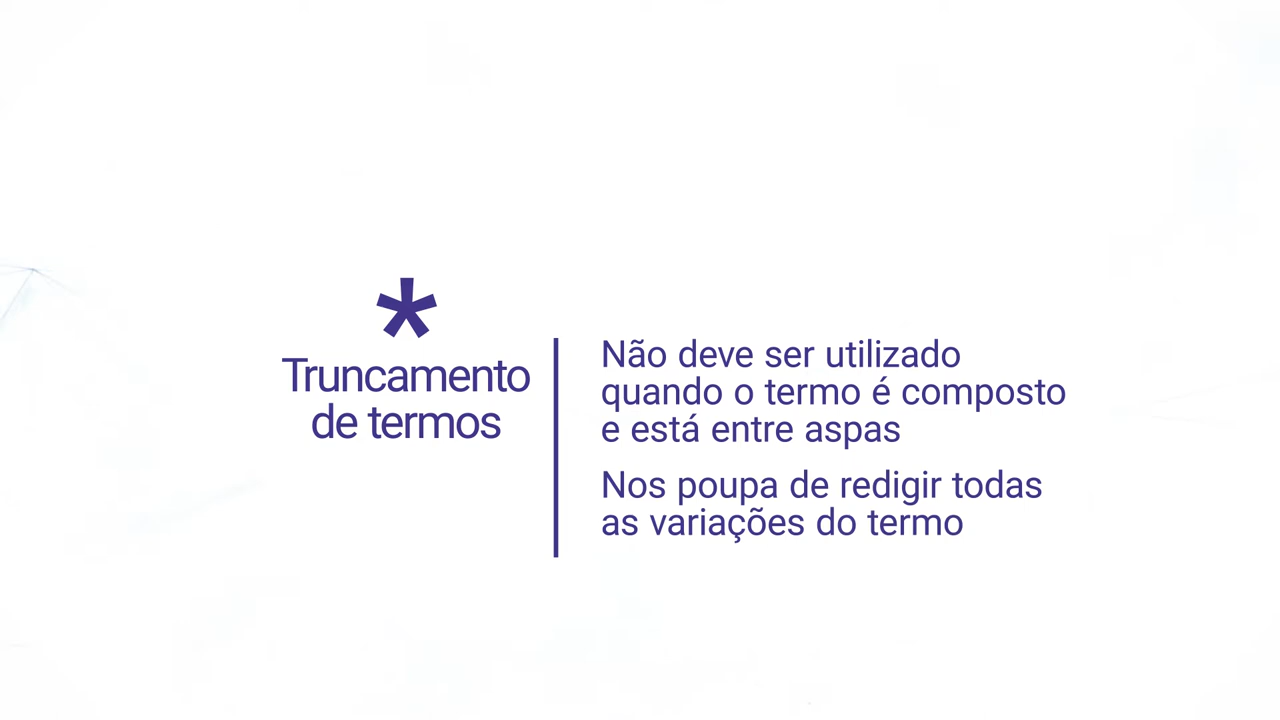 *
Truncamento
de termos
Não deve ser utilizado
quando o termo é composto
e está entre aspas
Nos poupa de redigir todas
as variações do termo